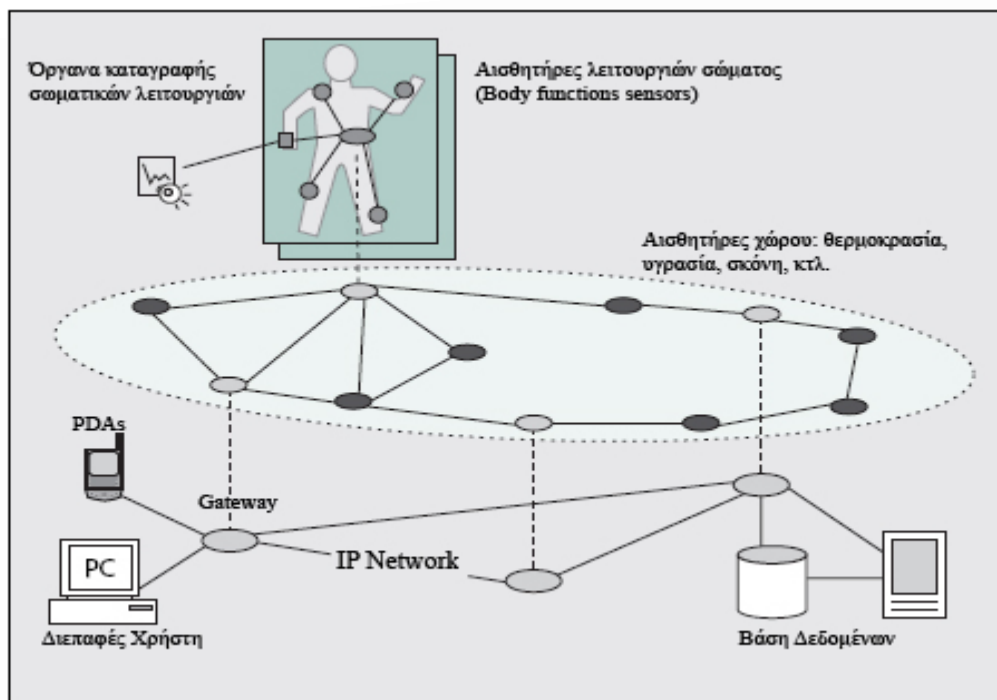 Όργανα καταγραφής
σωματικών λειτουργιών
Αισθητήρες λειτουργιών σώματος
(Body functions sensors)
Αισθητήρες χώρου: θερμοκρασία,
υγρασία, σκόνη, κτλ.
PDAs
Gateway
IP Network
PC
Διεπαφές Χρήστη
Βάση Δεδομένων